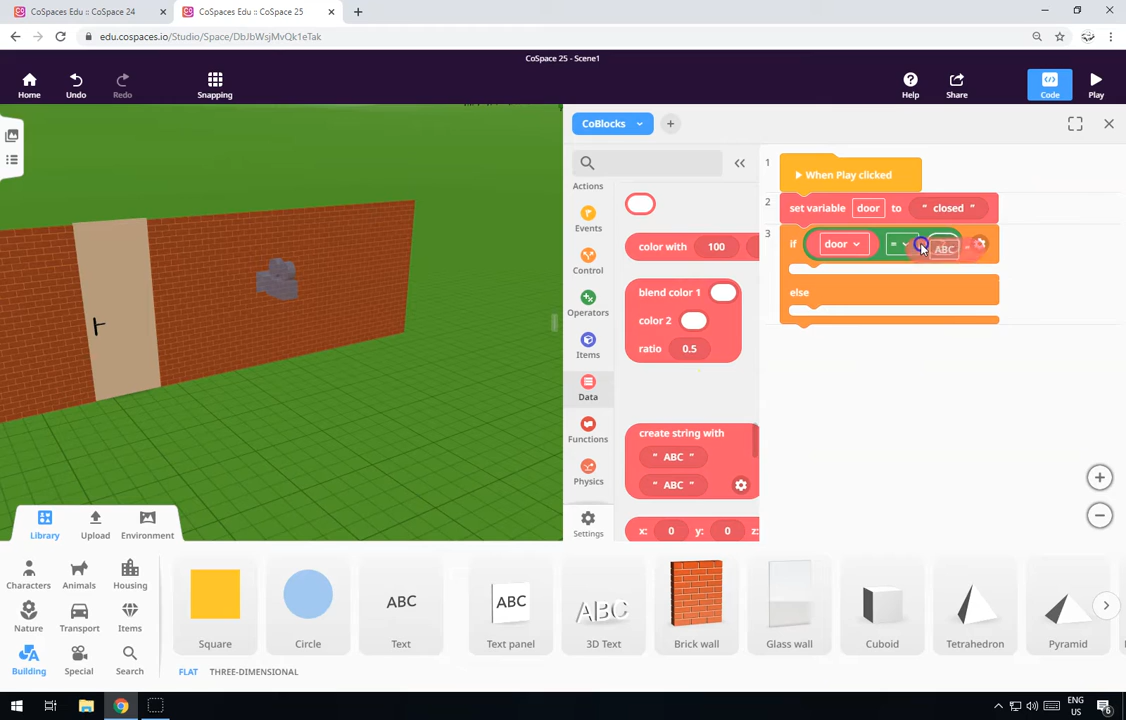 CoSpaces Edu :: CoSpace 24
CoSpaces Edu :: CoSpace 25
edu.cospaces.io/Studio/Space/DbJbWsjMvQk1eTak
CoSpace 25 - Scene1
Home
Undo
Redo
Snapping
Help
Share
Code
Play
CoBlocks
Actions
Events
Control
Operators
Items
Data
Functions
Physics
Settings
color with 100
blend color 1
color 2
ratio 0.5
create string with
“ ABC ”
“ ABC ”
x: 0 y: 0 z:
1
When Play clicked
2
set variable door to “ closed ”
3
if door =
ABC
else
Library
Upload
Environment
Characters
Animals
Housing
Nature
Transport
Items
Building
Special
Search
Square
Circle
ABC
Text
ABC
Text panel
ABC
3D Text
Brick wall
Glass wall
Cuboid
Tetrahedron
Pyramid
FLAT THREE-DIMENSIONAL
ENG
US
6